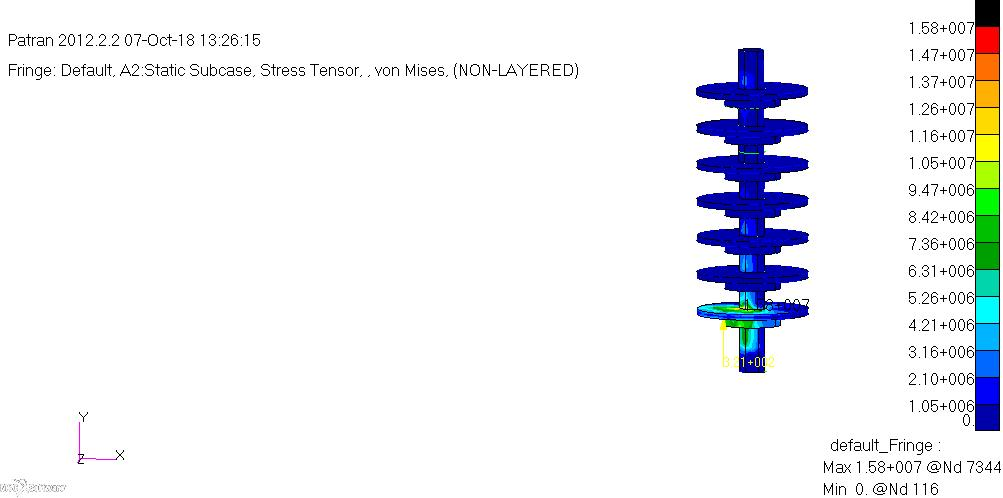 Patran 2012.2.2 07-Oct-18 13:26:15
Fringe: Default, A2:Static Subcase, Stress Tensor, , von Mises, (NON-LAYERED)
1.58+007
1.47+007
1.37+007
1.26+007
1.16+007
1.05+007
9.47+006
8.42+006
7.36+006
6.31+006
5.26+006
4.21+006
3.16+006
2.10+006
1.05+006
0.
Y
Z
X
default_Fringe :
Max 1.58+007 @Nd 7344
Min 0. @Nd 116